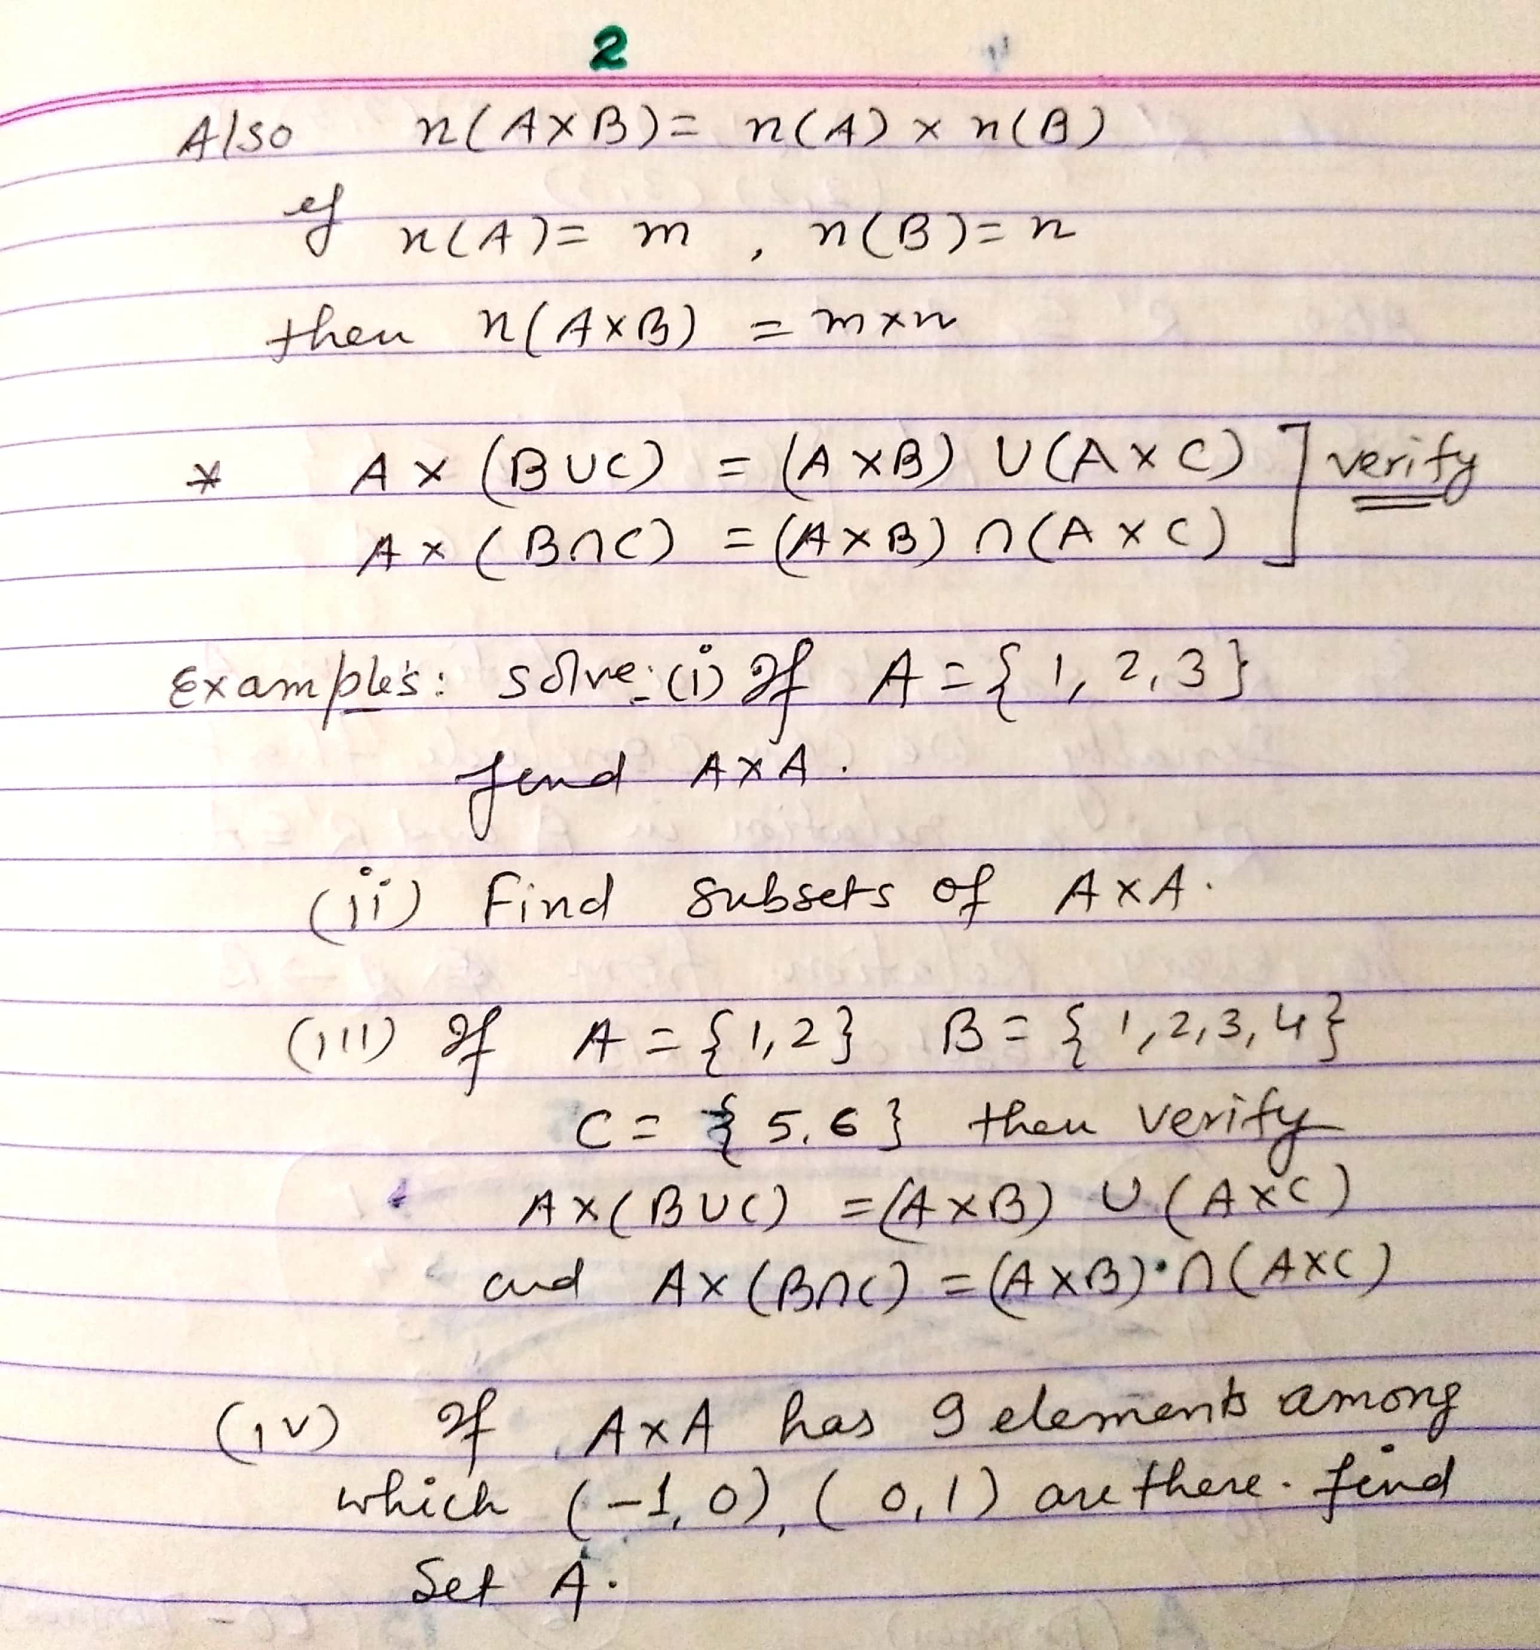 2
Also n(A×B) = n(A) × n(B)
if n(A) = m , n(B) = n
then n(A×B) = m×n
* A × (B∪C) = (A×B) ∪ (A×C) ] verify
A × (B∩C) = (A×B) ∩ (A×C)
Examples: solve:(i) If A = { 1, 2, 3}
find A×A.
(ii) Find subsets of A×A.
(iii) If A = {1,2} B = { 1,2,3,4}
C = { 5,6} then verify
A×(B∪C) = (A×B) ∪ (A×C)
and A×(B∩C) = (A×B) ∩ (A×C)
(iv) If A×A has 9 elements among
which (-1,0), (0,1) are there. find
Set A.